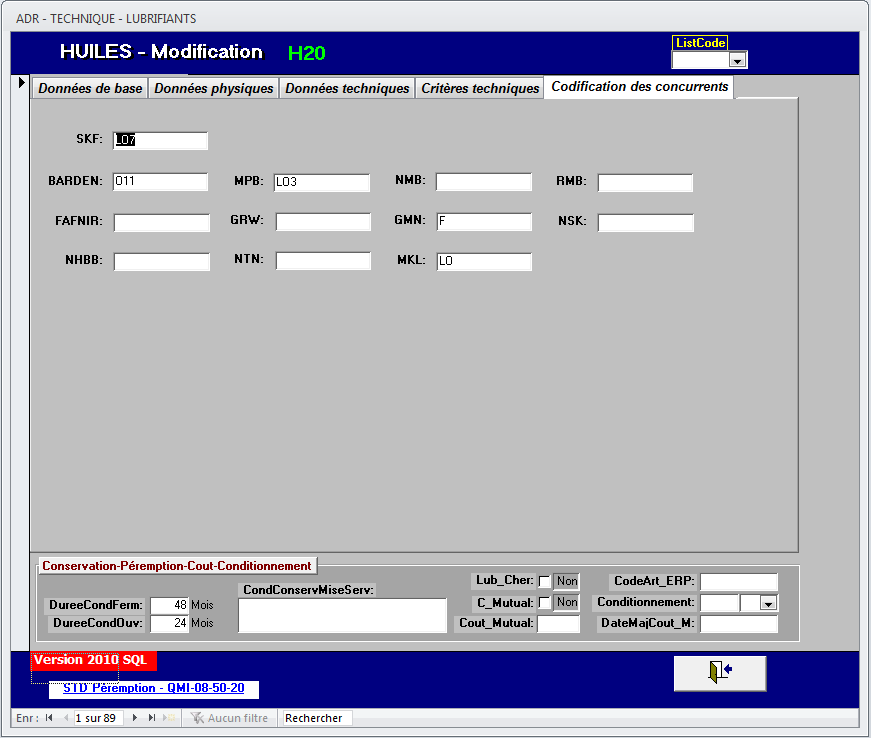 ADR - TECHNIQUE - LUBRIFIANTS
HUILES - Modification H20 ListCode
Données de base Données physiques Données techniques Critères techniques Codification des concurrents
SKF: L07
BARDEN: O11 MPB: LO3 NMB: RMB:
FAFNIR: GRW: GMN: F NSK:
NHBB: NTN: MKL: LO
Conservation-Péremption-Cout-Conditionnement
Lub_Cher: Non CodeArt_ERP:
CondConservMiseServ:
DureeCondFerm: 48 Mois C_Mutual: Non Conditionnement:
DureeCondOuv: 24 Mois Cout_Mutual: DateMajCout_M:
Version 2010 SQL
STD Péremption - QMI-08-50-20
Enr : 1 sur 89 Aucun filtre Rechercher